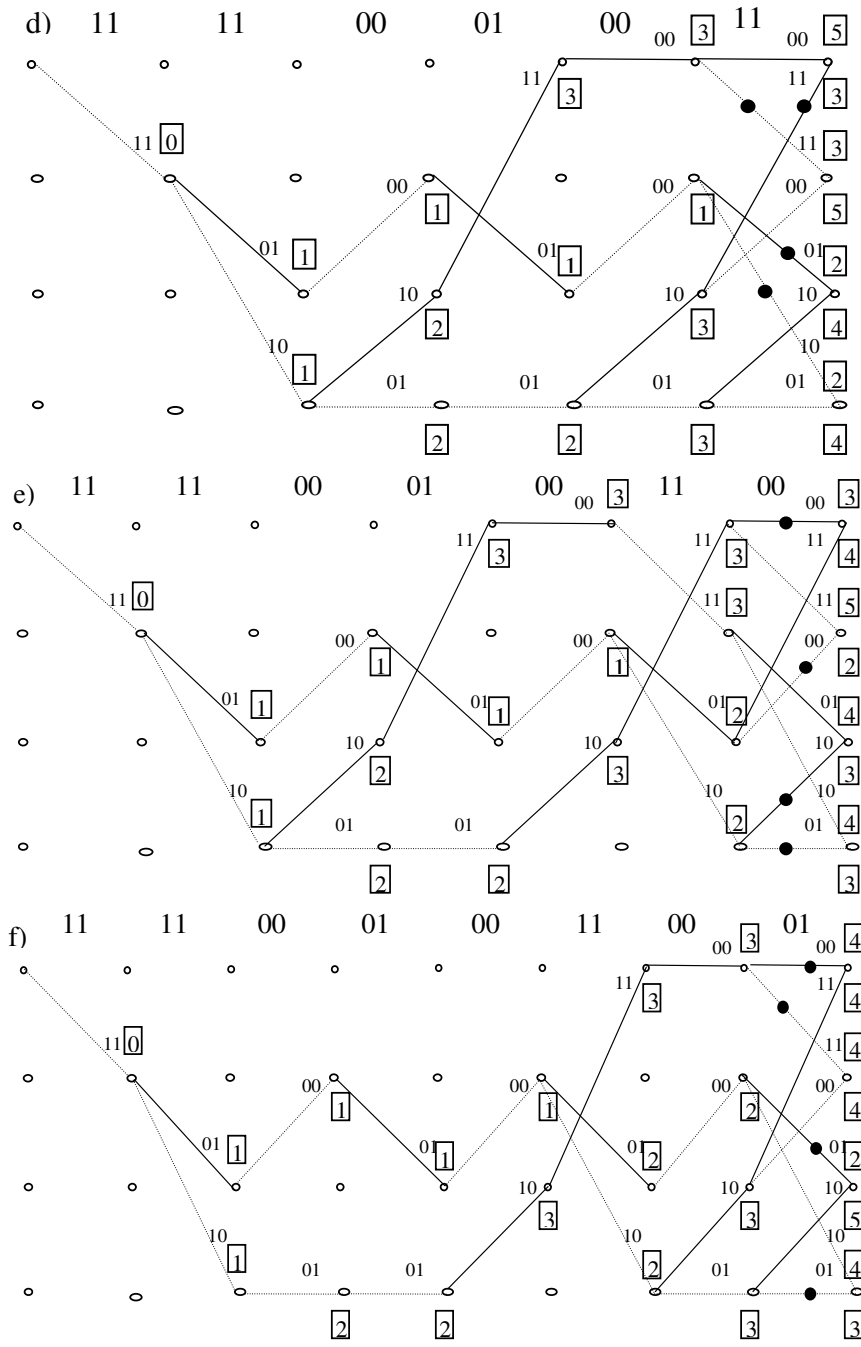 d) 11 11 00 01 00 11
00 3 00 5
11 3 11 3
11 0 11 3
00 00 00
1 1 5
01 1 01 1 01 2
10 10 10
2 3 4
10 1 01 01 01 10 01 2
2 2 3 4
e) 11 11 00 01 00 11 00
00 3 00 3
11 3 11 3 11 4
11 0 11 3 11 5
00 00 00
1 1 2
01 1 01 1 01 2 01 4
10 10 10
2 3 3
10 1 01 01 10 2 10 4 01
2 2 3
f) 11 11 00 01 00 11 00 01
00 3 00 4
11 3 11 4
11 0 11 4
00 00 00 00
1 1 2 4
01 1 01 1 01 2 01 2
10 10 10
3 3 5
10 1 01 01 10 2 01 10 4 01
2 2 3 3